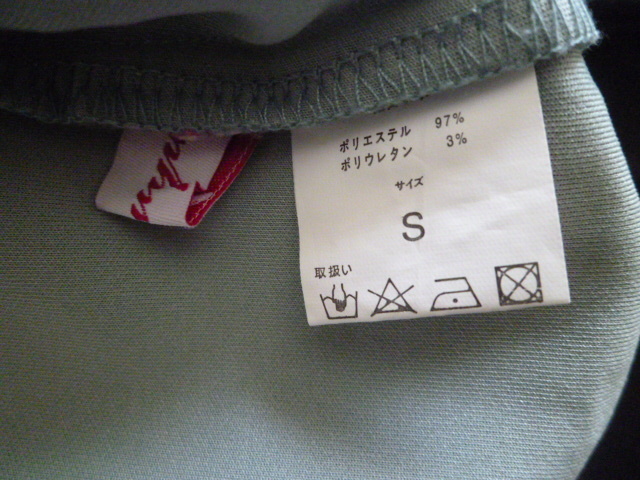 ポリエステル 97%
ポリウレタン 3%
サイズ
S
取扱い